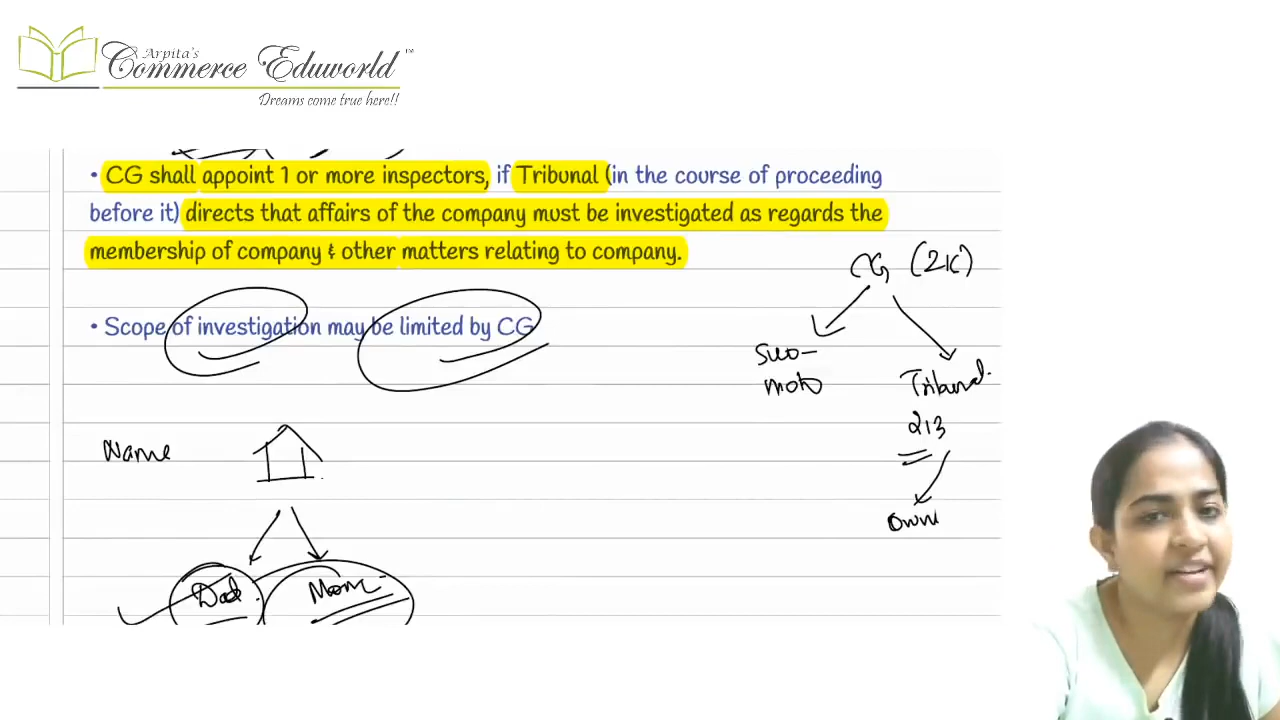 Arpita's
Commerce Eduworld™
Dreams come true here!!
• CG shall appoint 1 or more inspectors, if Tribunal (in the course of proceeding
before it) directs that affairs of the company must be investigated as regards the
membership of company & other matters relating to company.
CG (216)
• Scope of investigation may be limited by CG
Suo-
moto
Tribunal
213
Name
Own
Dad
Mom